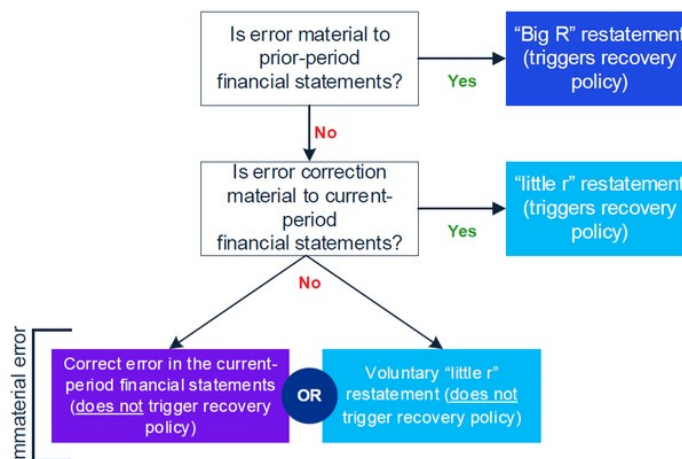 Is error material to
prior-period
financial statements?
Yes
“Big R” restatement
(triggers recovery
policy)
No
Is error correction
material to current-
period
financial statements?
Yes
“little r” restatement
(triggers recovery
policy)
No
mmaterial error
Correct error in the current-
period financial statements
(does not trigger recovery
policy)
OR
Voluntary “little r”
restatement (does not
trigger recovery policy)